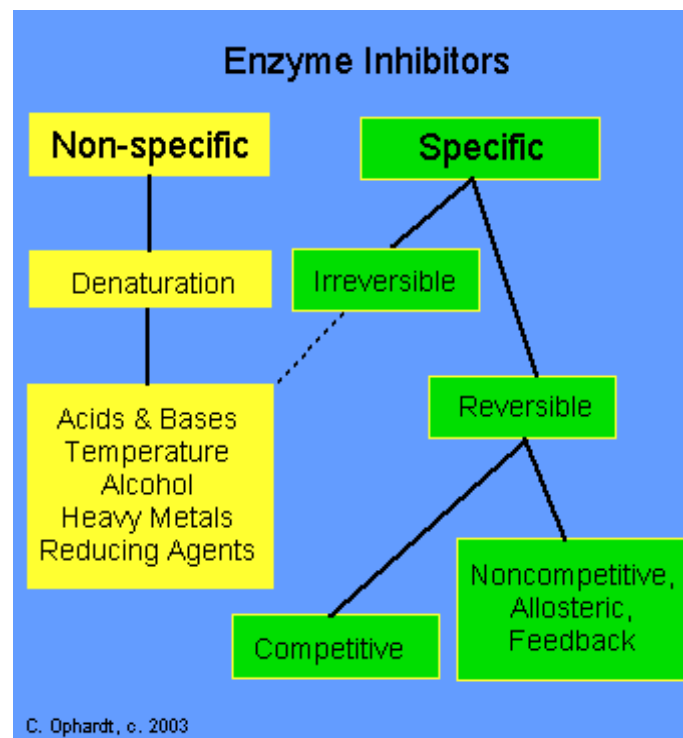 Enzyme Inhibitors
Non-specific
Specific
Denaturation
Irreversible
Acids & Bases
Temperature
Alcohol
Heavy Metals
Reducing Agents
Reversible
Competitive
Noncompetitive,
Allosteric,
Feedback
C. Ophardt, c. 2003